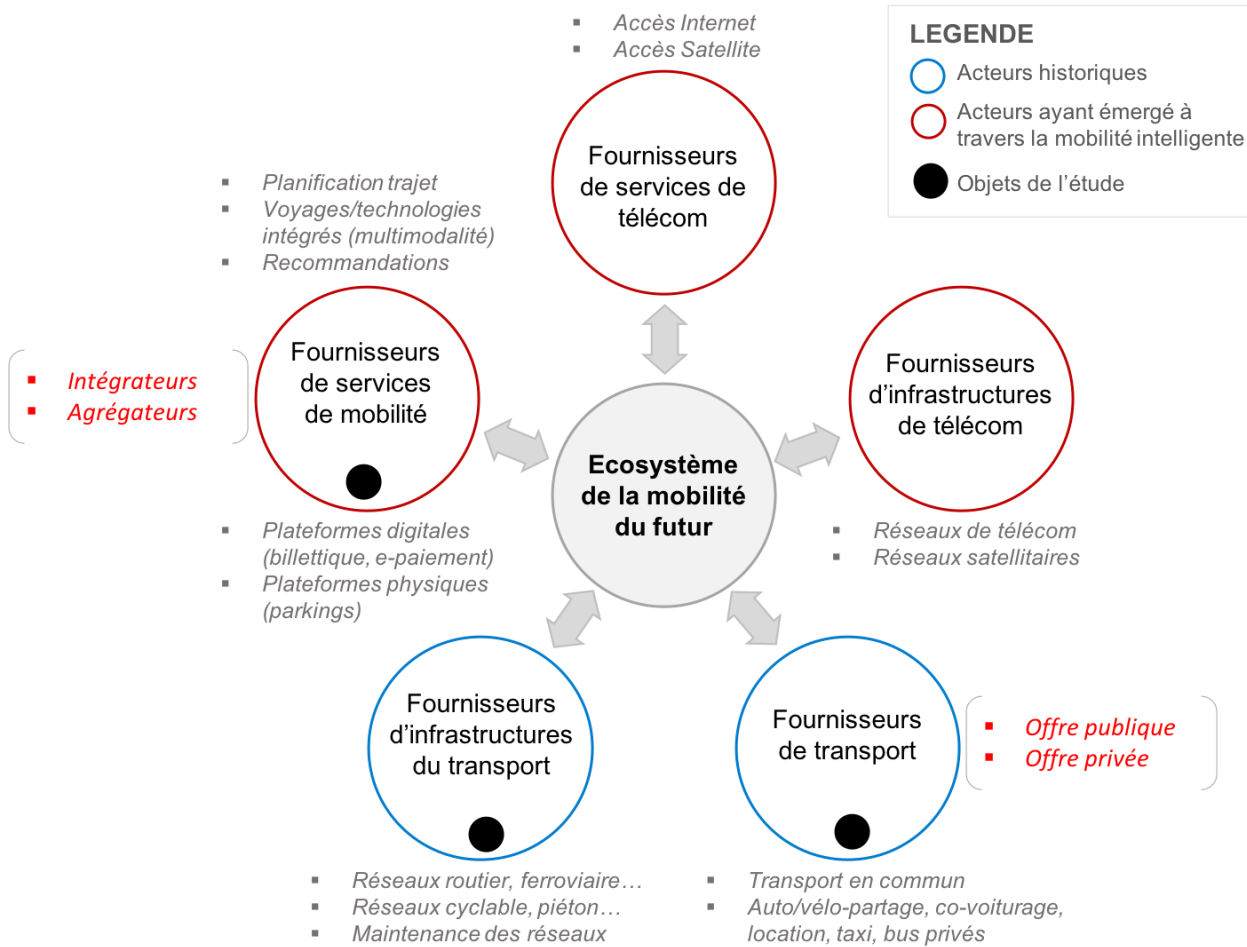 ▪ Accès Internet
▪ Accès Satellite
LEGENDE
Acteurs historiques
Acteurs ayant émergé à
travers la mobilité intelligente
Objets de l’étude
Fournisseurs
de services de
télécom
▪ Planification trajet
▪ Voyages/technologies
intégrés (multimodalité)
▪ Recommandations
▪ Intégrateurs
▪ Agrégateurs
Fournisseurs
de services
de mobilité
Fournisseurs
d’infrastructures
de télécom
Ecosystème
de la mobilité
du futur
▪ Plateformes digitales
(billettique, e-paiement)
▪ Plateformes physiques
(parkings)
▪ Réseaux de télécom
▪ Réseaux satellitaires
Fournisseurs
d’infrastructures
du transport
Fournisseurs
de transport
▪ Offre publique
▪ Offre privée
▪ Réseaux routier, ferroviaire…
▪ Réseaux cyclable, piéton…
▪ Maintenance des réseaux
▪ Transport en commun
▪ Auto/vélo-partage, co-voiturage,
location, taxi, bus privés